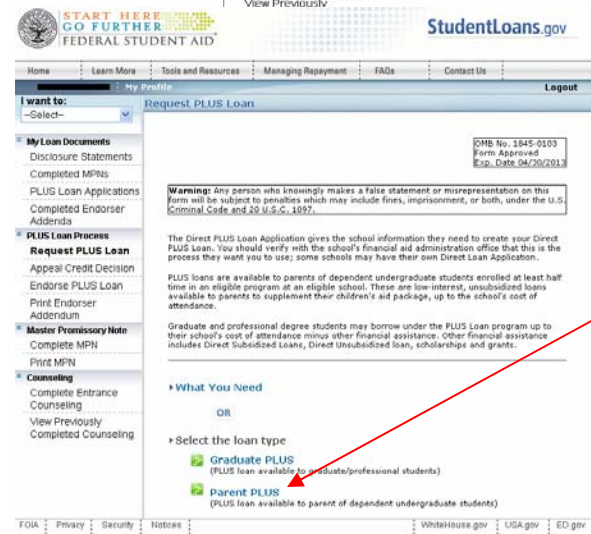 View Previously
START HERE
GO FURTHER
FEDERAL STUDENT AID
StudentLoans.gov
Home
Learn More
Tools and Resources
Managing Repayment
FAQs
Contact Us
My Profile
Logout
I want to:
--Select--
Request PLUS Loan
My Loan Documents
Disclosure Statements
Completed MPNs
PLUS Loan Applications
Completed Endorser
Addenda
PLUS Loan Process
Request PLUS Loan
Appeal Credit Decision
Endorse PLUS Loan
Print Endorser
Addendum
Master Promissory Note
Complete MPN
Print MPN
Counseling
Complete Entrance
Counseling
View Previously
Completed Counseling
OMB No. 1845-0103
Form Approved
Exp. Date 04/30/2013
Warning: Any person who knowingly makes a false statement or misrepresentation on this
form will be subject to penalties which may include fines, imprisonment, or both, under the U.S.
Criminal Code and 20 U.S.C. 1097.
The Direct PLUS Loan Application gives the school information they need to create your Direct
PLUS Loan. You should verify with the school's financial aid administration office that this is the
process they want you to use; some schools may have their own Direct Loan Application.
PLUS loans are available to parents of dependent undergraduate students enrolled at least half
time in an eligible program at an eligible school. These are low-interest, unsubsidized loans
available to parents to supplement their children's aid package, up to the school's cost of
attendance.
Graduate and professional degree students may borrow under the PLUS Loan program up to
their school's cost of attendance minus other financial assistance. Other financial assistance
includes Direct Subsidized Loans, Direct Unsubsidized loan, scholarships and grants.
What You Need
OR
Select the loan type
Graduate PLUS
(PLUS loan available to graduate/professional students)
Parent PLUS
(PLUS loan available to parent of dependent undergraduate students)
FOIA
Privacy
Security
Notices
WhiteHouse.gov
USA.gov
ED.gov